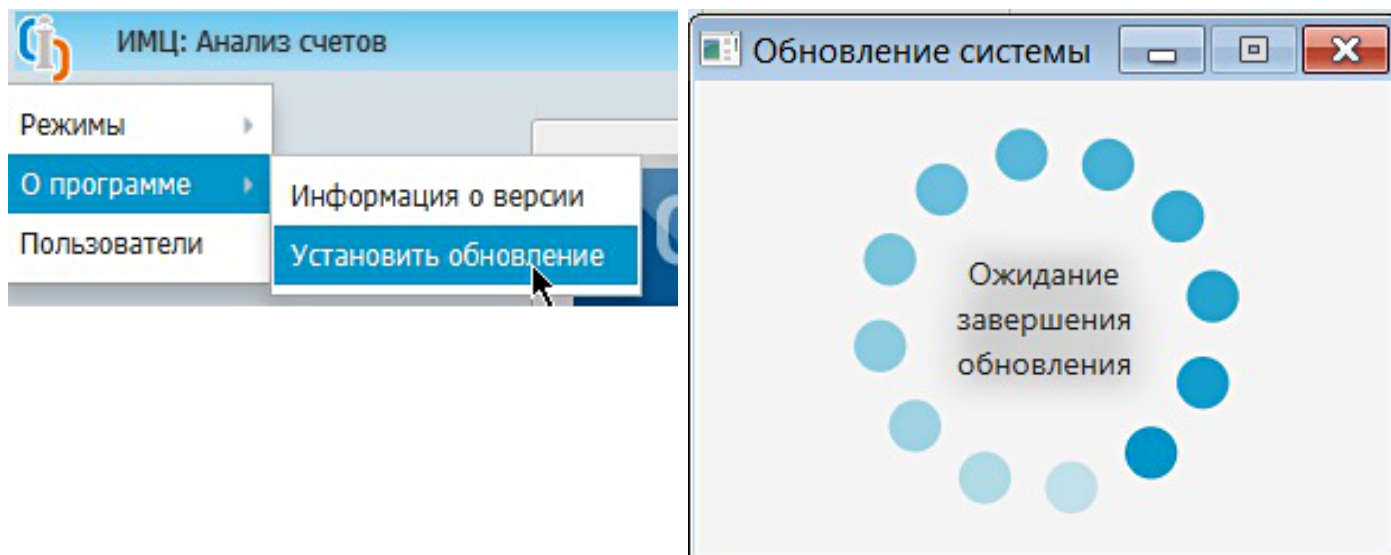 ИМЦ: Анализ счетов
Режимы
О программе
Пользователи
Информация о версии
Установить обновление
Обновление системы
Ожидание
завершения
обновления